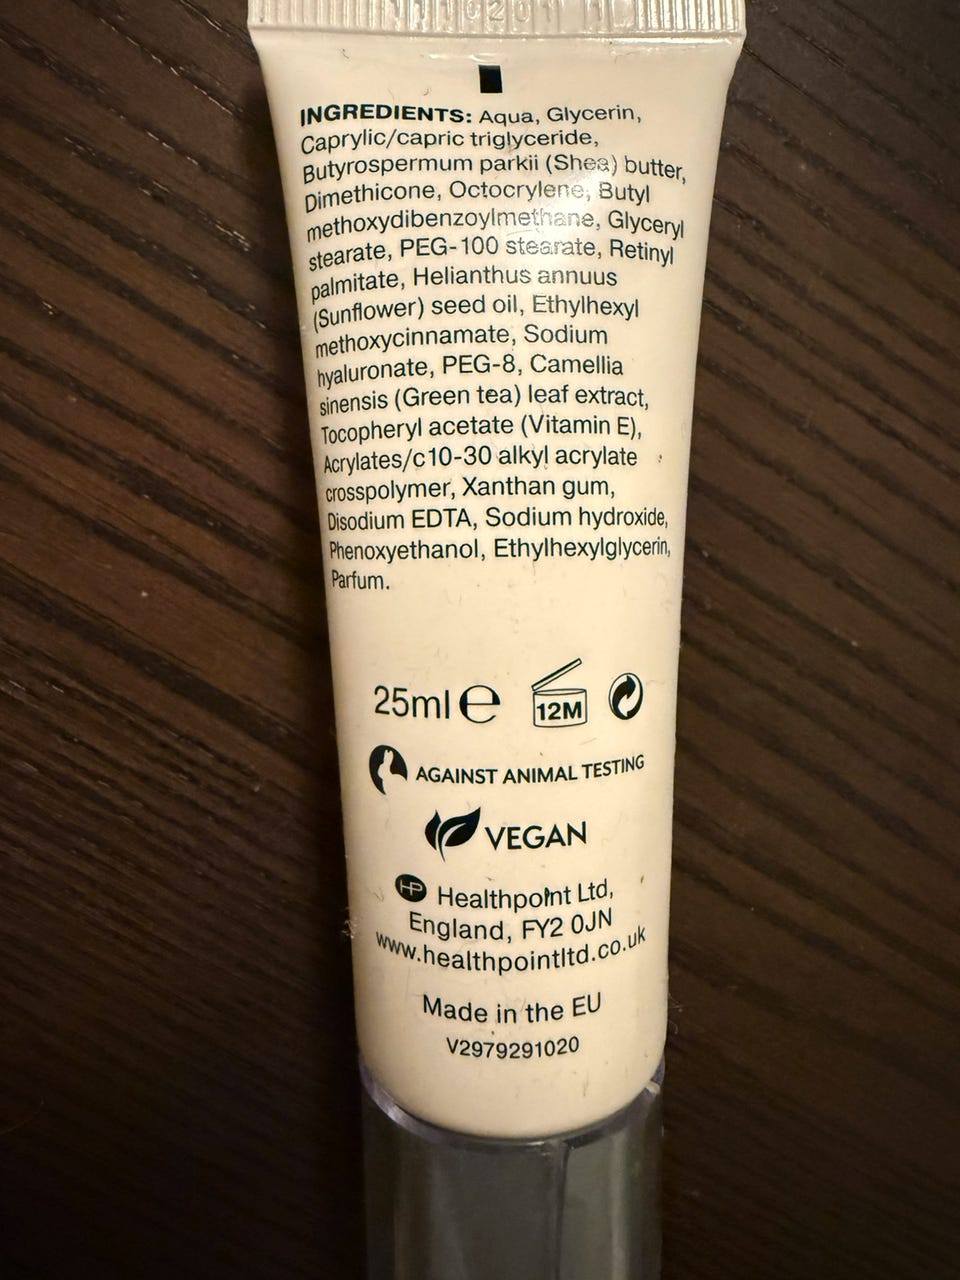 INGREDIENTS: Aqua, Glycerin,
Caprylic/capric triglyceride,
Butyrospermum parkii (Shea) butter,
Dimethicone, Octocrylene, Butyl
methoxydibenzoylmethane, Glyceryl
stearate, PEG-100 stearate, Retinyl
palmitate, Helianthus annuus
(Sunflower) seed oil, Ethylhexyl
methoxycinnamate, Sodium
hyaluronate, PEG-8, Camellia
sinensis (Green tea) leaf extract,
Tocopheryl acetate (Vitamin E),
Acrylates/c10-30 alkyl acrylate
crosspolymer, Xanthan gum,
Disodium EDTA, Sodium hydroxide,
Phenoxyethanol, Ethylhexylglycerin,
Parfum.
25ml e 12M
AGAINST ANIMAL TESTING
VEGAN
HP Healthpoint Ltd,
England, FY2 0JN
www.healthpointltd.co.uk
Made in the EU
V2979291020